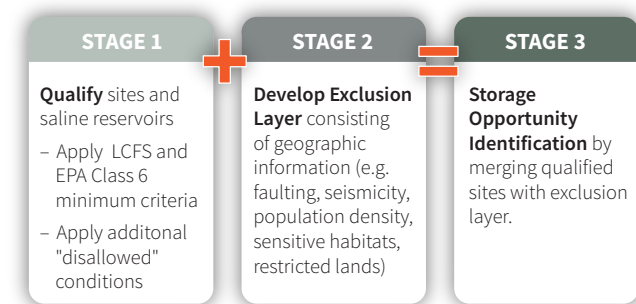 STAGE 1
Qualify sites and
saline reservoirs
– Apply LCFS and
EPA Class 6
minimum criteria
– Apply additonal
"disallowed"
conditions
+
STAGE 2
Develop Exclusion
Layer consisting
of geographic
information (e.g.
faulting, seismicity,
population density,
sensitive habitats,
restricted lands)
=
STAGE 3
Storage
Opportunity
Identification by
merging qualified
sites with exclusion
layer.